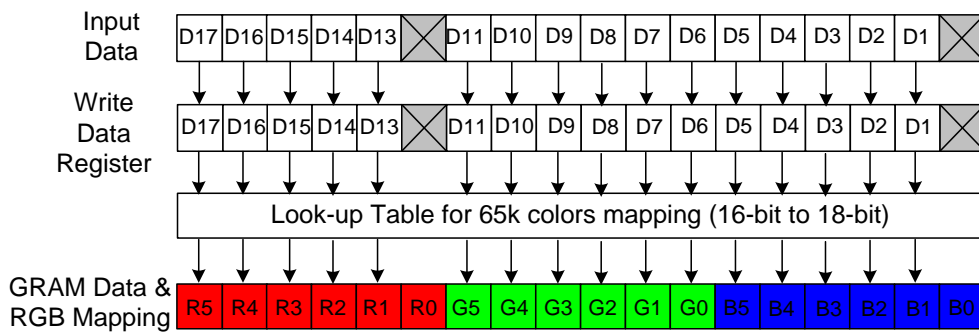 Input
Data
D17 D16 D15 D14 D13 D11 D10 D9 D8 D7 D6 D5 D4 D3 D2 D1
Write
Data
Register
D17 D16 D15 D14 D13 D11 D10 D9 D8 D7 D6 D5 D4 D3 D2 D1
Look-up Table for 65k colors mapping (16-bit to 18-bit)
GRAM Data &
RGB Mapping
R5 R4 R3 R2 R1 R0 G5 G4 G3 G2 G1 G0 B5 B4 B3 B2 B1 B0